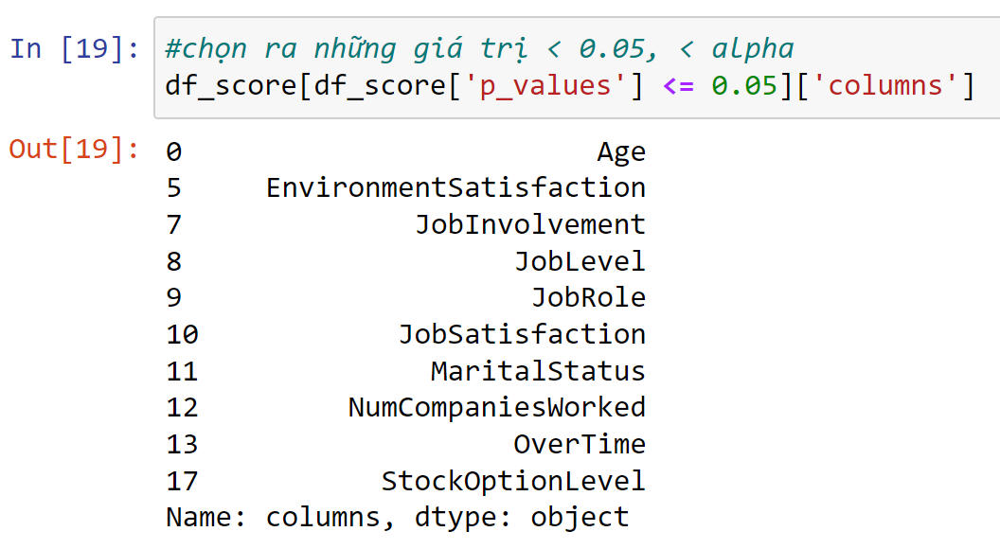 In [19]: #chọn ra những giá trị < 0.05, < alpha
df_score[df_score['p_values'] <= 0.05]['columns']
Out[19]: 0 Age
5 EnvironmentSatisfaction
7 JobInvolvement
8 JobLevel
9 JobRole
10 JobSatisfaction
11 MaritalStatus
12 NumCompaniesWorked
13 OverTime
17 StockOptionLevel
Name: columns, dtype: object